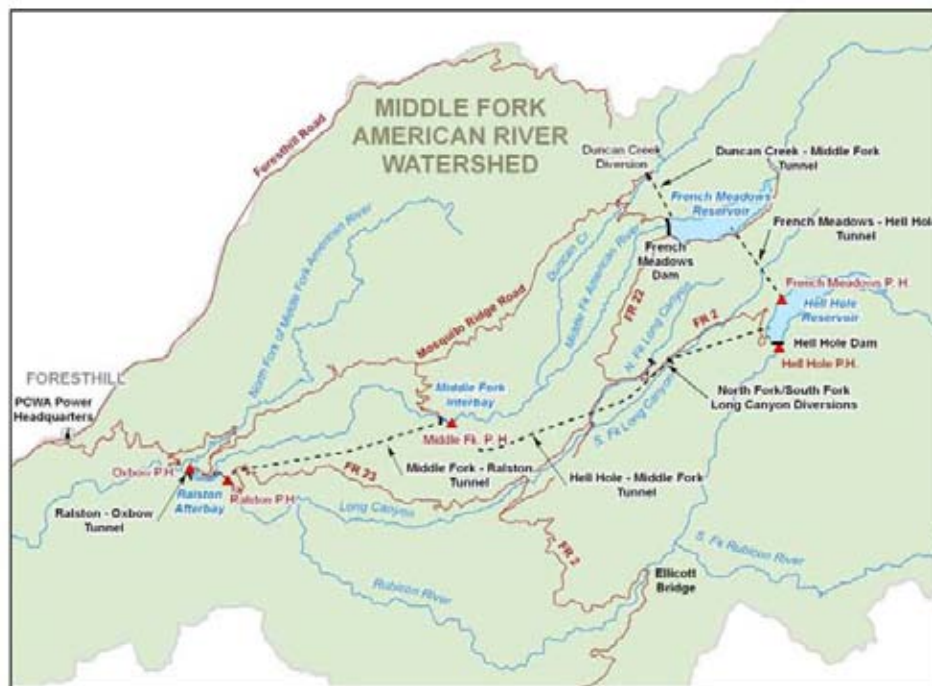 MIDDLE FORK
AMERICAN RIVER
WATERSHED
Foresthill Road
Duncan Creek
Diversion
Duncan Creek - Middle Fork
Tunnel
French Meadows
Reservoir
French Meadows - Hell Hole
Tunnel
North Fork of Middle Fork American River
Duncan Cr
Middle Fk American River
French
Meadows
Dam
Mosquito Ridge Road
FR 22
N. Fk Long Canyon
FR 2
French Meadows P. H.
Hell Hole
Reservoir
Hell Hole Dam
Hell Hole P.H.
FORESTHILL
PCWA Power
Headquarters
Middle Fork
Interbay
S. Fk Long Canyon
North Fork/South Fork
Long Canyon Diversions
Middle Fk. P. H.
Oxbow P.H.
FR 23
Middle Fork - Ralston
Tunnel
Hell Hole - Middle Fork
Tunnel
Ralston P.H.
Ralston
Afterbay
Ralston - Oxbow
Tunnel
Long Canyon
FR 2
S. Fk Rubicon River
Rubicon River
Ellicott
Bridge